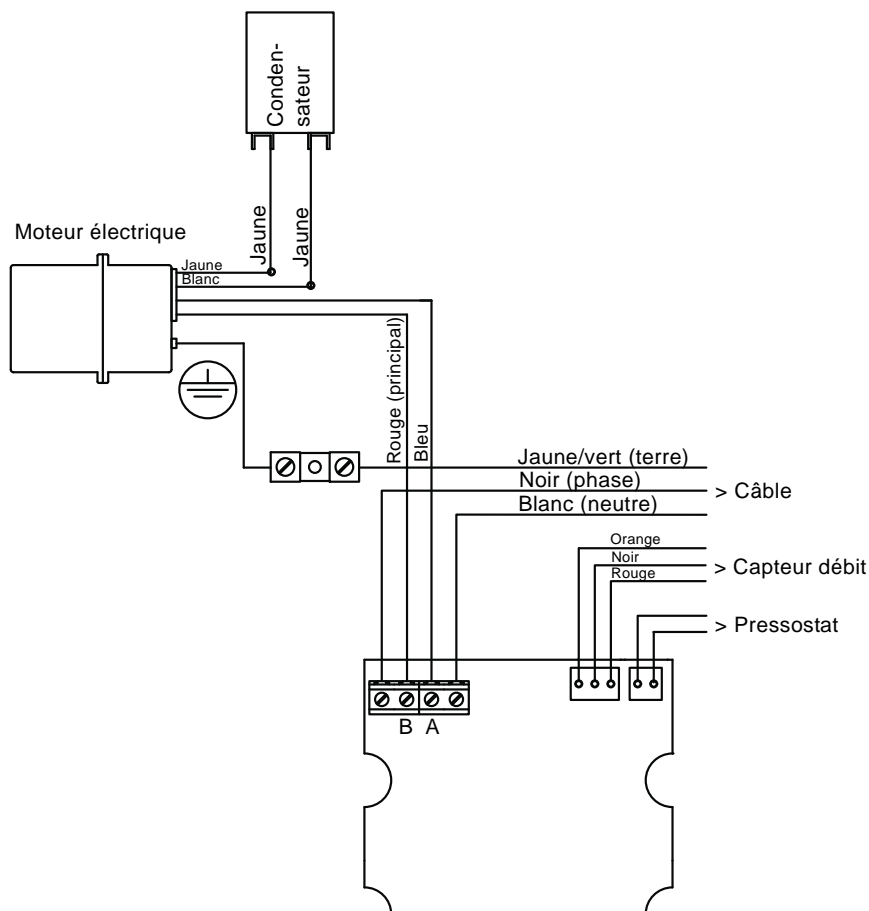 Conden-
sateur
Jaune
Jaune
Moteur électrique
Jaune
Blanc
Rouge (principal)
Bleu
Jaune/vert (terre)
Noir (phase)
> Câble
Blanc (neutre)
Orange
Noir
> Capteur débit
Rouge
> Pressostat
B A